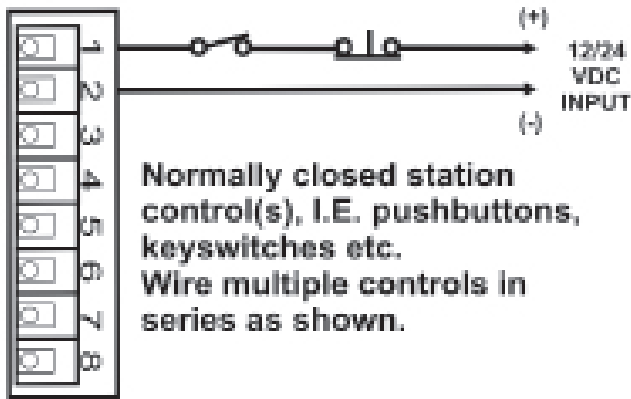 (+)
1
12/24
VDC
INPUT
2
(-)
3
4
5
6
7
8
Normally closed station
control(s), I.E. pushbuttons,
keyswitches etc.
Wire multiple controls in
series as shown.